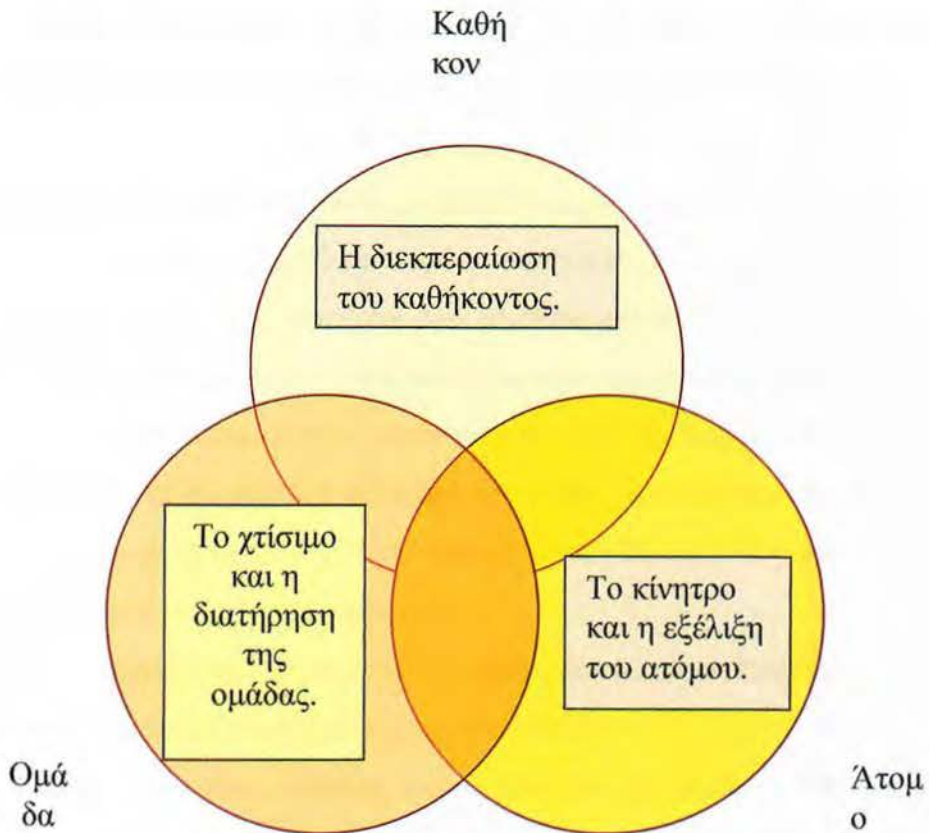 Καθή
κον
Η διεκπεραίωση
του καθήκοντος.
Το χτίσιμο
και η
διατήρηση
της
ομάδας.
Το κίνητρο
και η εξέλιξη
του ατόμου.
Ομά
δα
Άτομ
ο